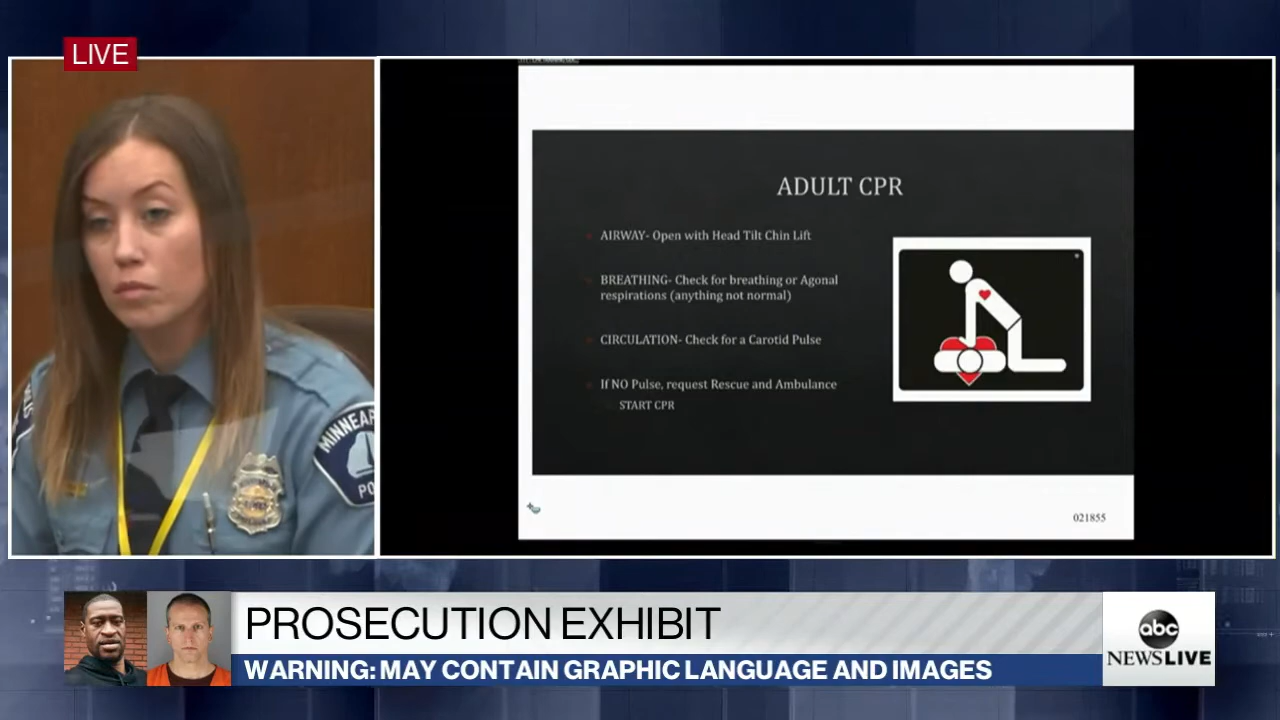 LIVE
ADULT CPR
AIRWAY- Open with Head Tilt Chin Lift
BREATHING- Check for breathing or Agonal
respirations (anything not normal)
CIRCULATION- Check for a Carotid Pulse
If NO Pulse, request Rescue and Ambulance
START CPR
021855
MINNEAP
PO
PROSECUTION EXHIBIT
WARNING: MAY CONTAIN GRAPHIC LANGUAGE AND IMAGES
abc
NEWSLIVE